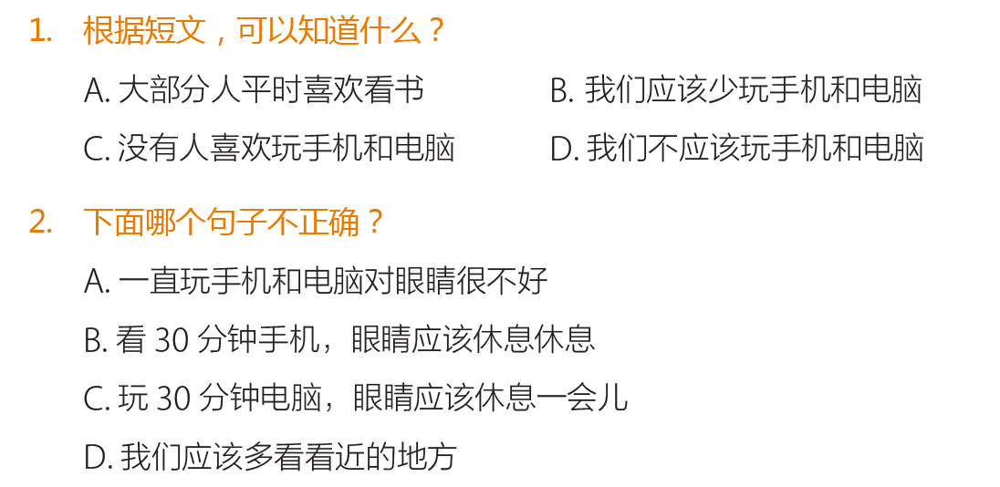 1. 根据短文，可以知道什么？
A. 大部分人平时喜欢看书 B. 我们应该少玩手机和电脑
C. 没有人喜欢玩手机和电脑 D. 我们不应该玩手机和电脑
2. 下面哪个句子不正确？
A. 一直玩手机和电脑对眼睛很不好
B. 看 30 分钟手机，眼睛应该休息休息
C. 玩 30 分钟电脑，眼睛应该休息一会儿
D. 我们应该多看看近的地方